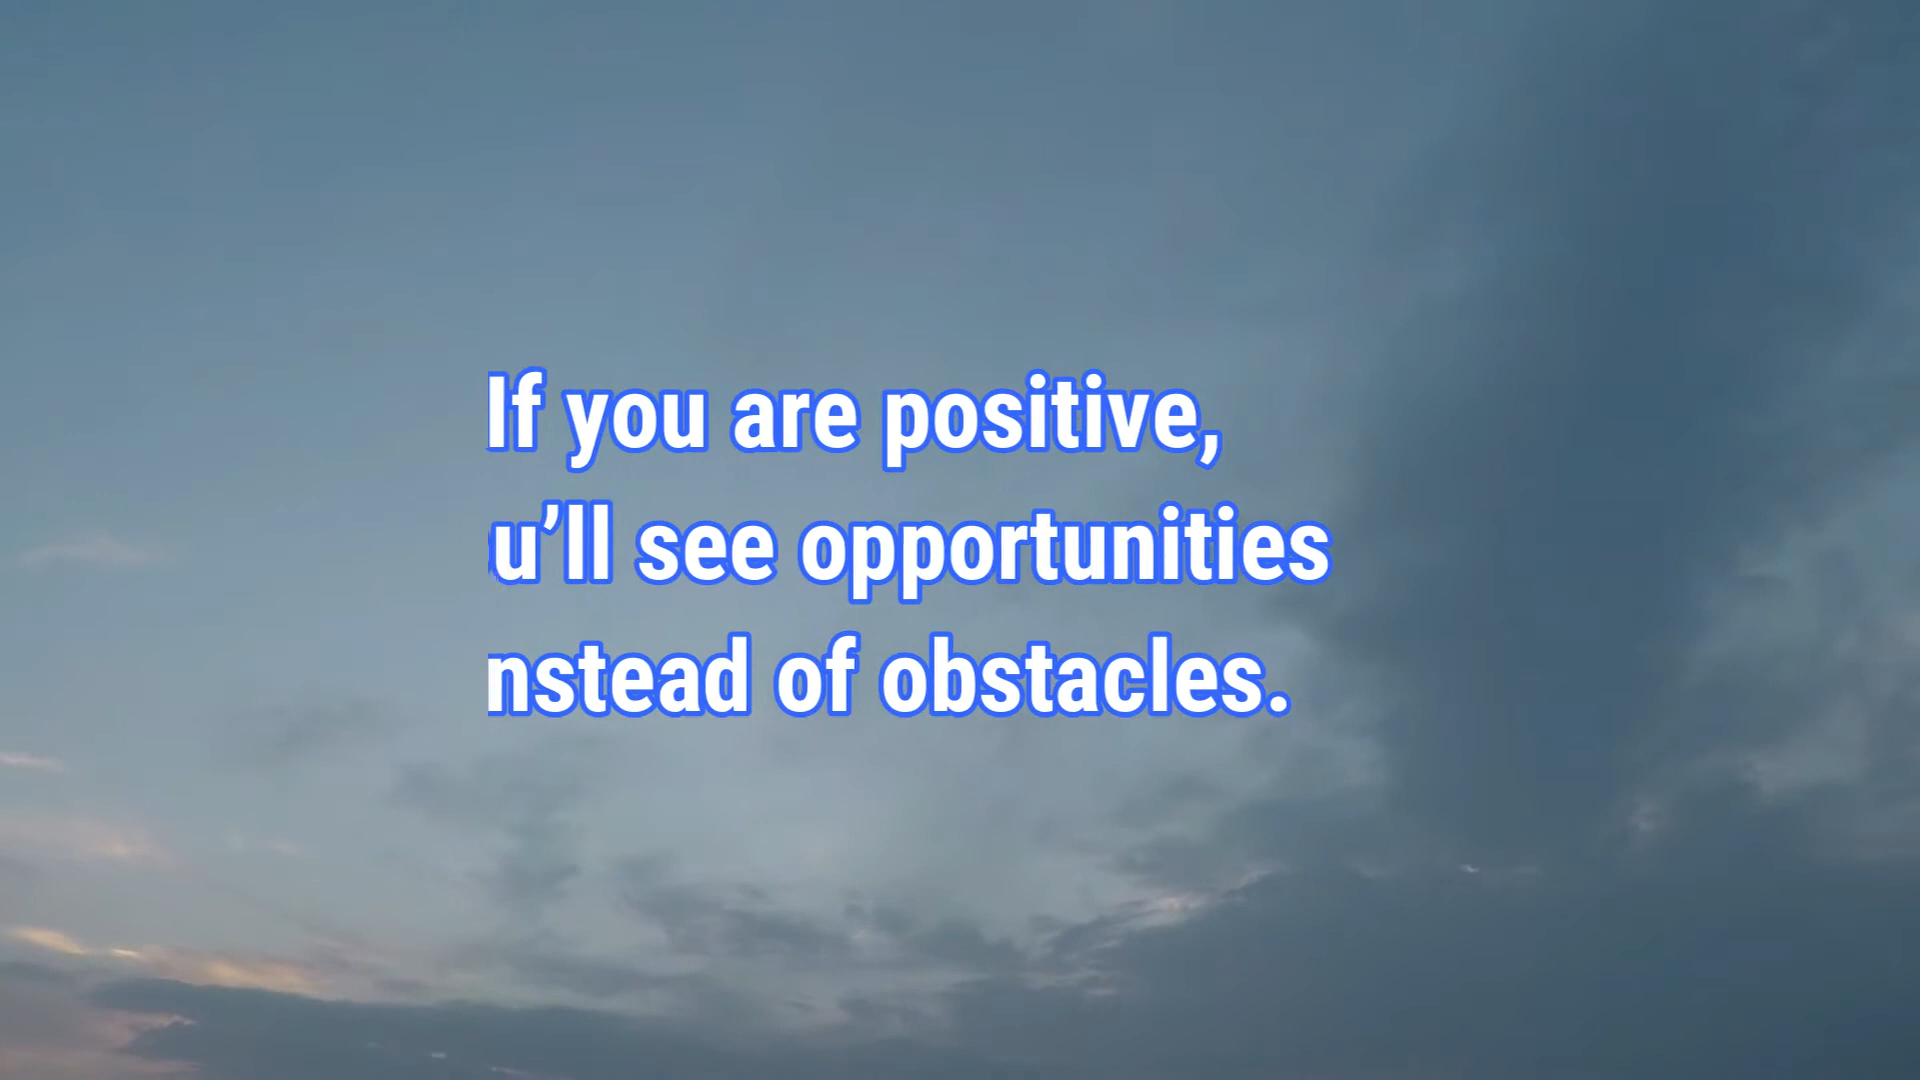 If you are positive,
u’ll see opportunities
nstead of obstacles.